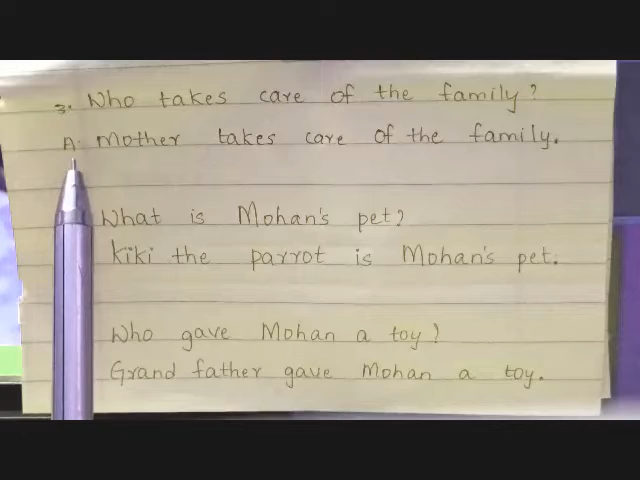 3. Who takes care of the family?
A. Mother takes care of the family.
What is Mohan's pet?
Kiki the parrot is Mohan's pet.
Who gave Mohan a toy?
Grand father gave Mohan a toy.